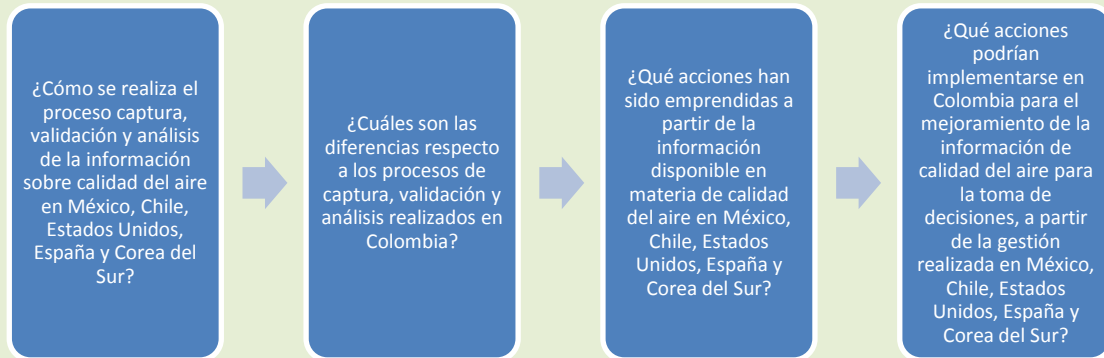 ¿Cómo se realiza el
proceso captura,
validación y análisis
de la información
sobre calidad del aire
en México, Chile,
Estados Unidos,
España y Corea del
Sur?
¿Cuáles son las
diferencias respecto
a los procesos de
captura, validación y
análisis realizados en
Colombia?
¿Qué acciones han
sido emprendidas a
partir de la
información
disponible en
materia de calidad
del aire en México,
Chile, Estados
Unidos, España y
Corea del Sur?
¿Qué acciones
podrían
implementarse en
Colombia para el
mejoramiento de la
información de
calidad del aire para
la toma de
decisiones, a partir
de la gestión
realizada en México,
Chile, Estados
Unidos, España y
Corea del Sur?